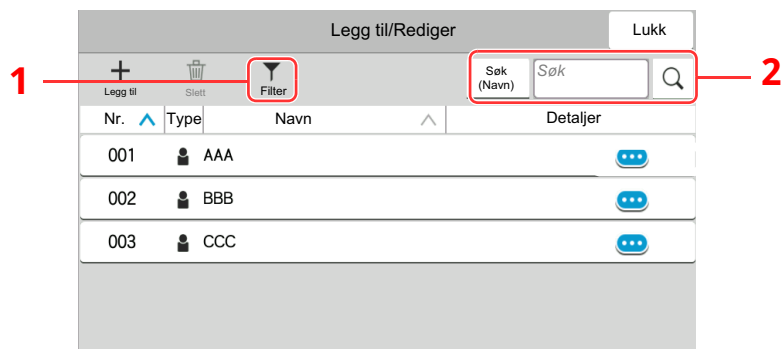 Legg til/Rediger
Lukk
1
Legg til
Slett
Filter
Søk
(Navn)
Søk
2
Nr.
Type
Navn
Detaljer
001 AAA
002 BBB
003 CCC